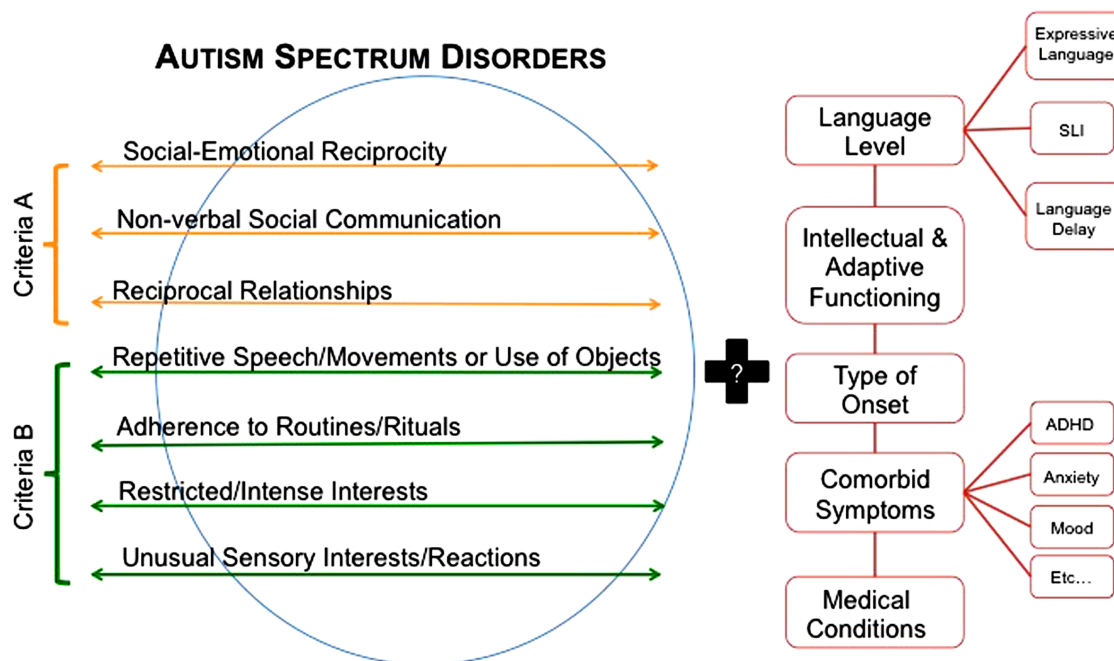 AUTISM SPECTRUM DISORDERS
Criteria A
Social-Emotional Reciprocity
Non-verbal Social Communication
Reciprocal Relationships
Criteria B
Repetitive Speech/Movements or Use of Objects
Adherence to Routines/Rituals
Restricted/Intense Interests
Unusual Sensory Interests/Reactions
?
Language
Level
Expressive
Language
SLI
Language
Delay
Intellectual &
Adaptive
Functioning
Type of
Onset
Comorbid
Symptoms
ADHD
Anxiety
Mood
Etc...
Medical
Conditions